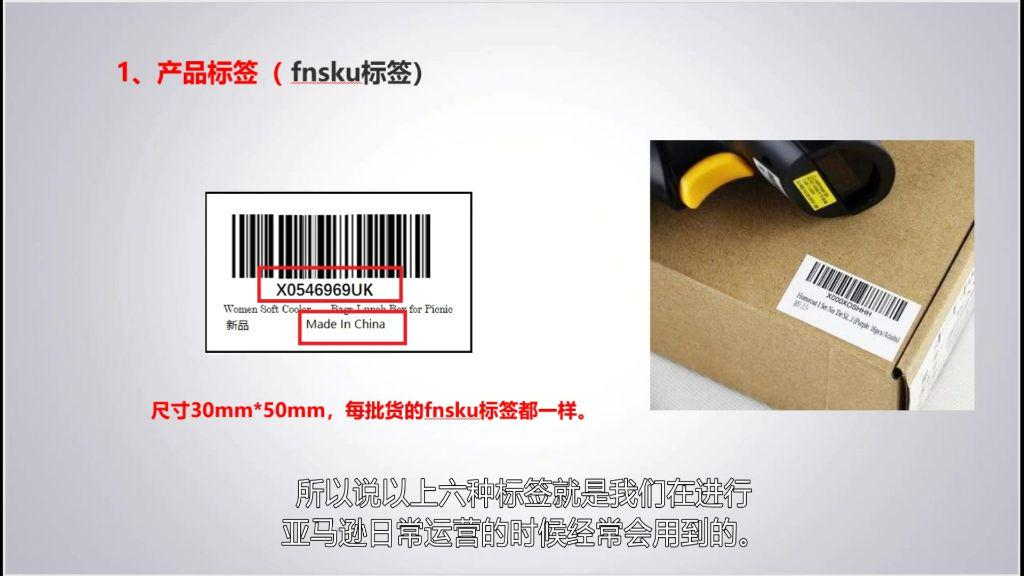 1、产品标签（fnsku标签）
X0546969UK
Women Soft Cooler Bags Lunch Box for Picnic
新品
Made In China
尺寸30mm*50mm，每批货的fnsku标签都一样。
所以说以上六种标签就是我们在进行
亚马逊日常运营的时候经常会用到的。